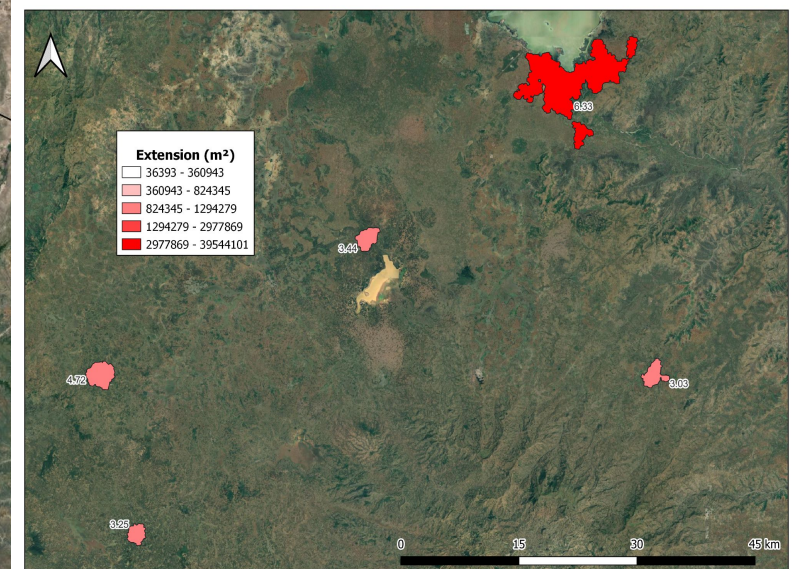 6.33
Extension (m²)
36393 - 360943
360943 - 824345
824345 - 1294279
1294279 - 2977869
2977869 - 39544101
3.44
4.72
3.03
3.25
0 15 30 45 km